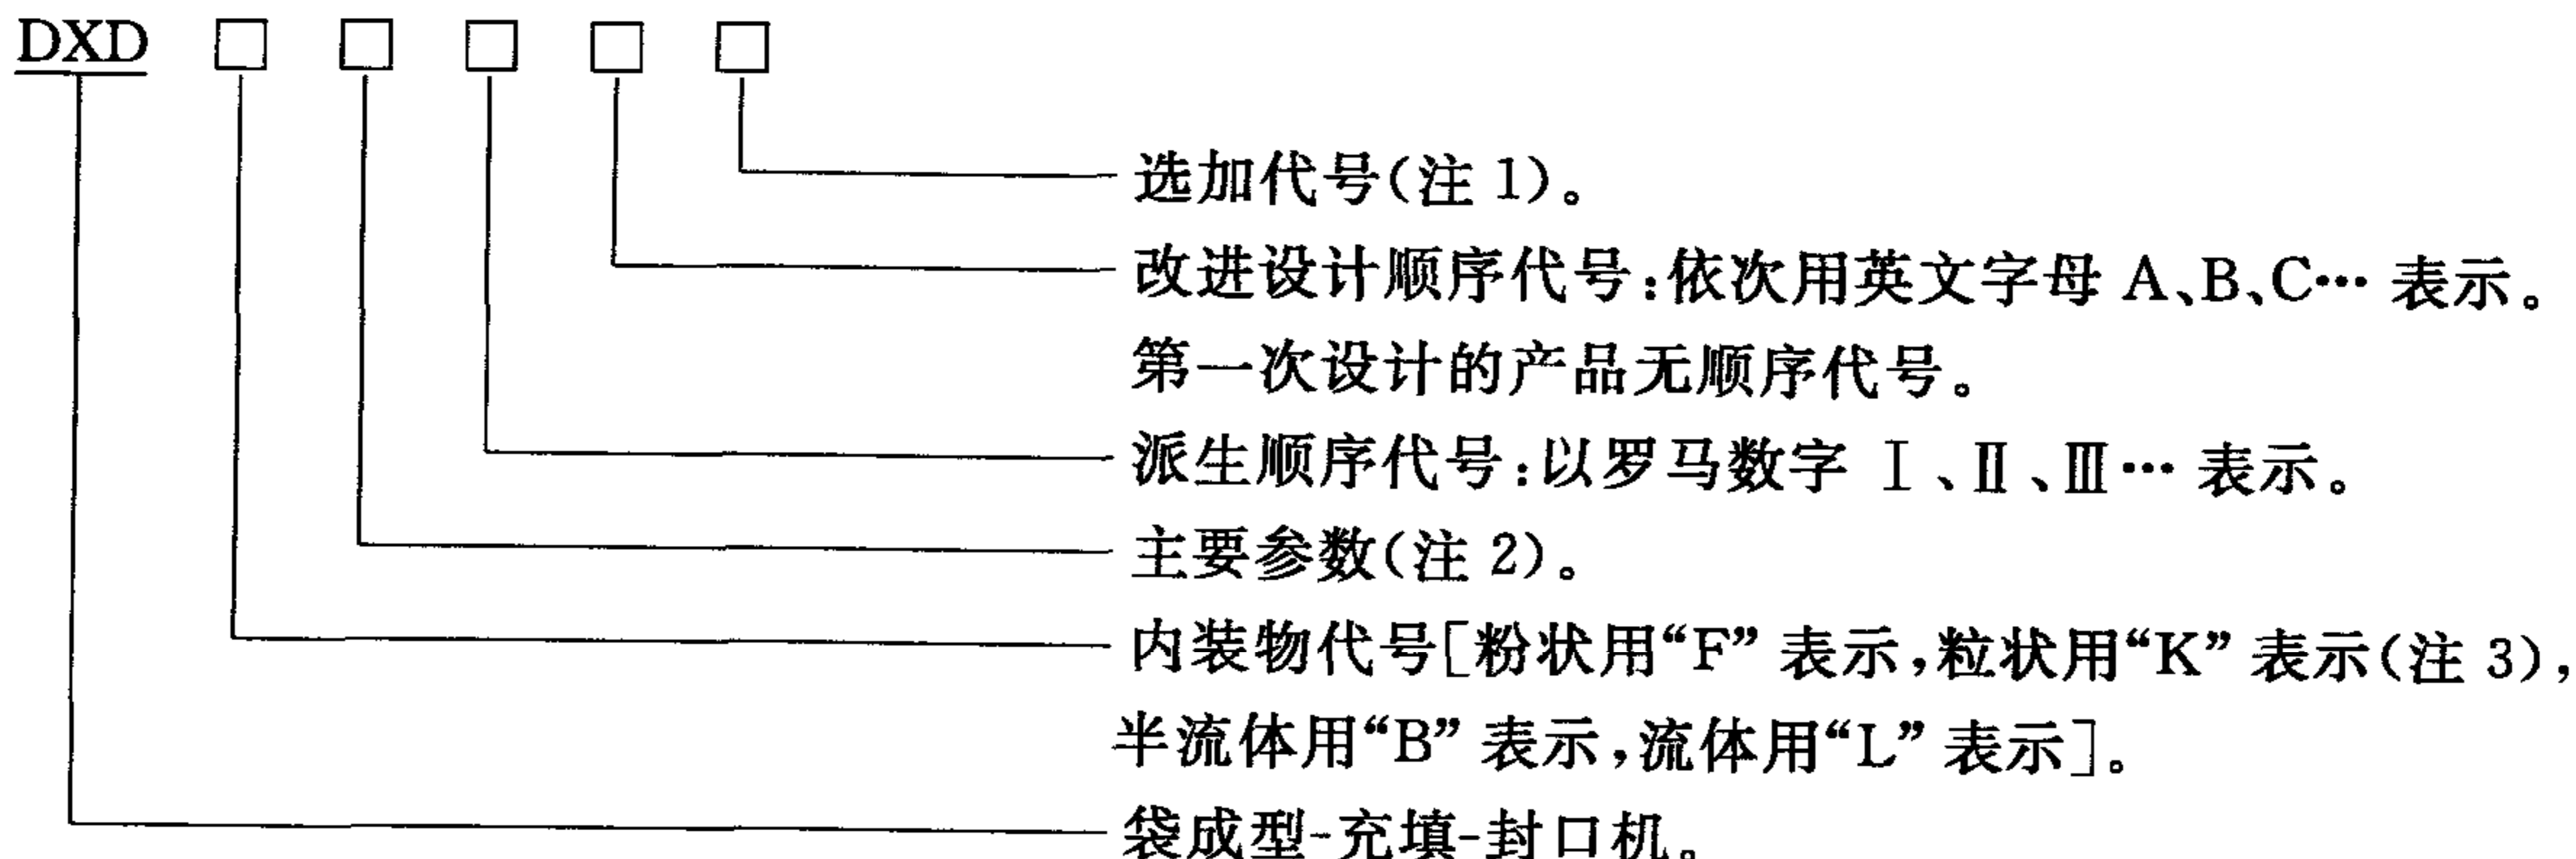 DXD □ □ □ □ □
选加代号(注 1)。
改进设计顺序代号:依次用英文字母 A、B、C… 表示。
第一次设计的产品无顺序代号。
派生顺序代号:以罗马数字 Ⅰ、Ⅱ、Ⅲ… 表示。
主要参数(注 2)。
内装物代号[粉状用“F”表示,粒状用“K”表示(注 3),
半流体用“B”表示,流体用“L”表示]。
袋成型-充填-封口机。